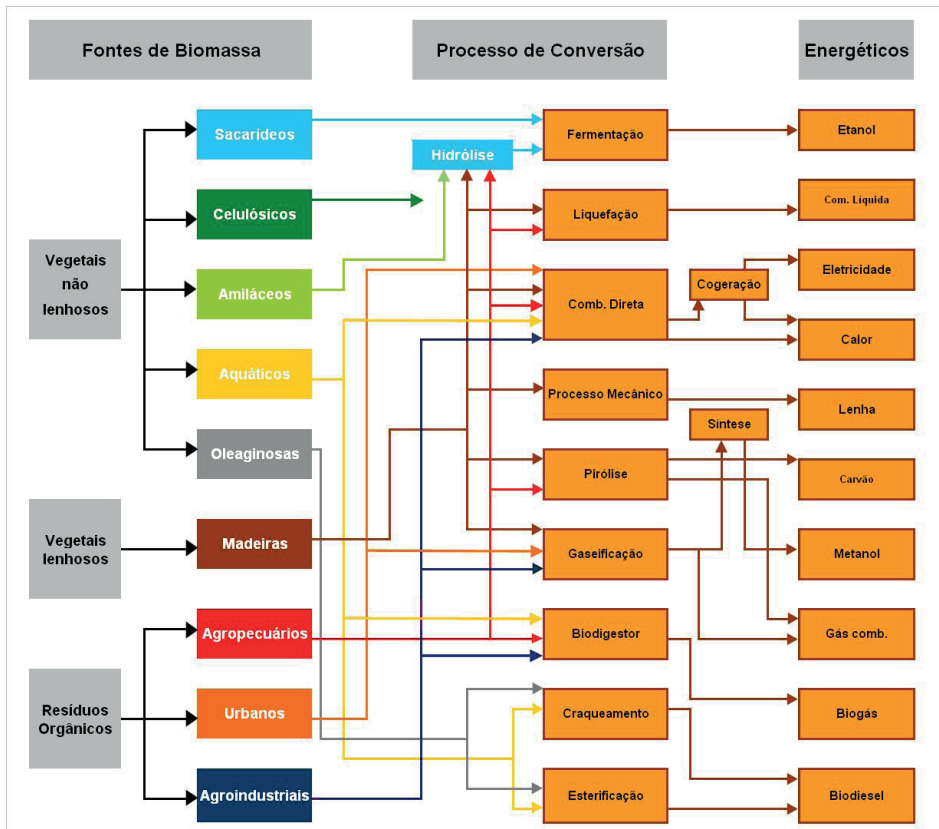 Fontes de Biomassa
Processo de Conversão
Energéticos
Vegetais
não
lenhosos
Vegetais
lenhosos
Resíduos
Orgânicos
Sacarídeos
Celulósicos
Amiláceos
Aquáticos
Oleaginosas
Madeiras
Agropecuários
Urbanos
Agroindustriais
Hidrólise
Fermentação
Liquefação
Comb. Direta
Processo Mecânico
Pirólise
Gaseificação
Biodigestor
Craqueamento
Esterificação
Cogeração
Síntese
Etanol
Com. Líquida
Eletricidade
Calor
Lenha
Carvão
Metanol
Gás comb.
Biogás
Biodiesel